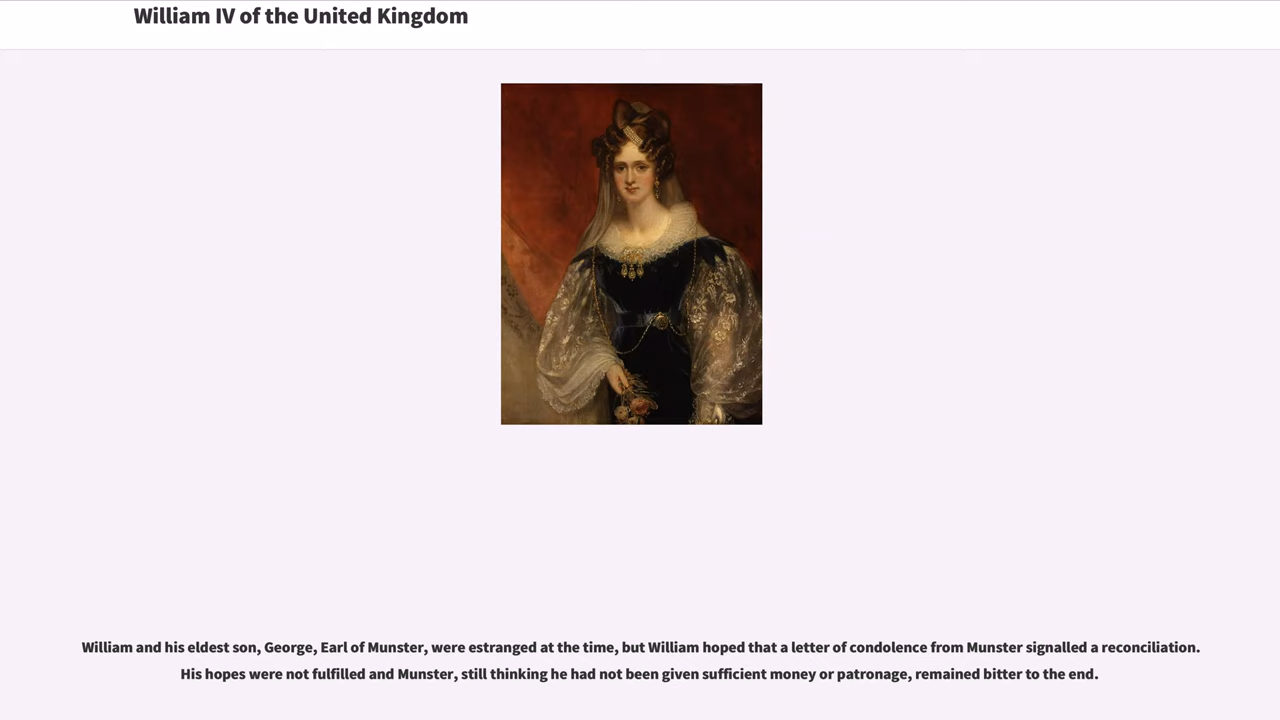 William IV of the United Kingdom
William and his eldest son, George, Earl of Munster, were estranged at the time, but William hoped that a letter of condolence from Munster signalled a reconciliation.
His hopes were not fulfilled and Munster, still thinking he had not been given sufficient money or patronage, remained bitter to the end.